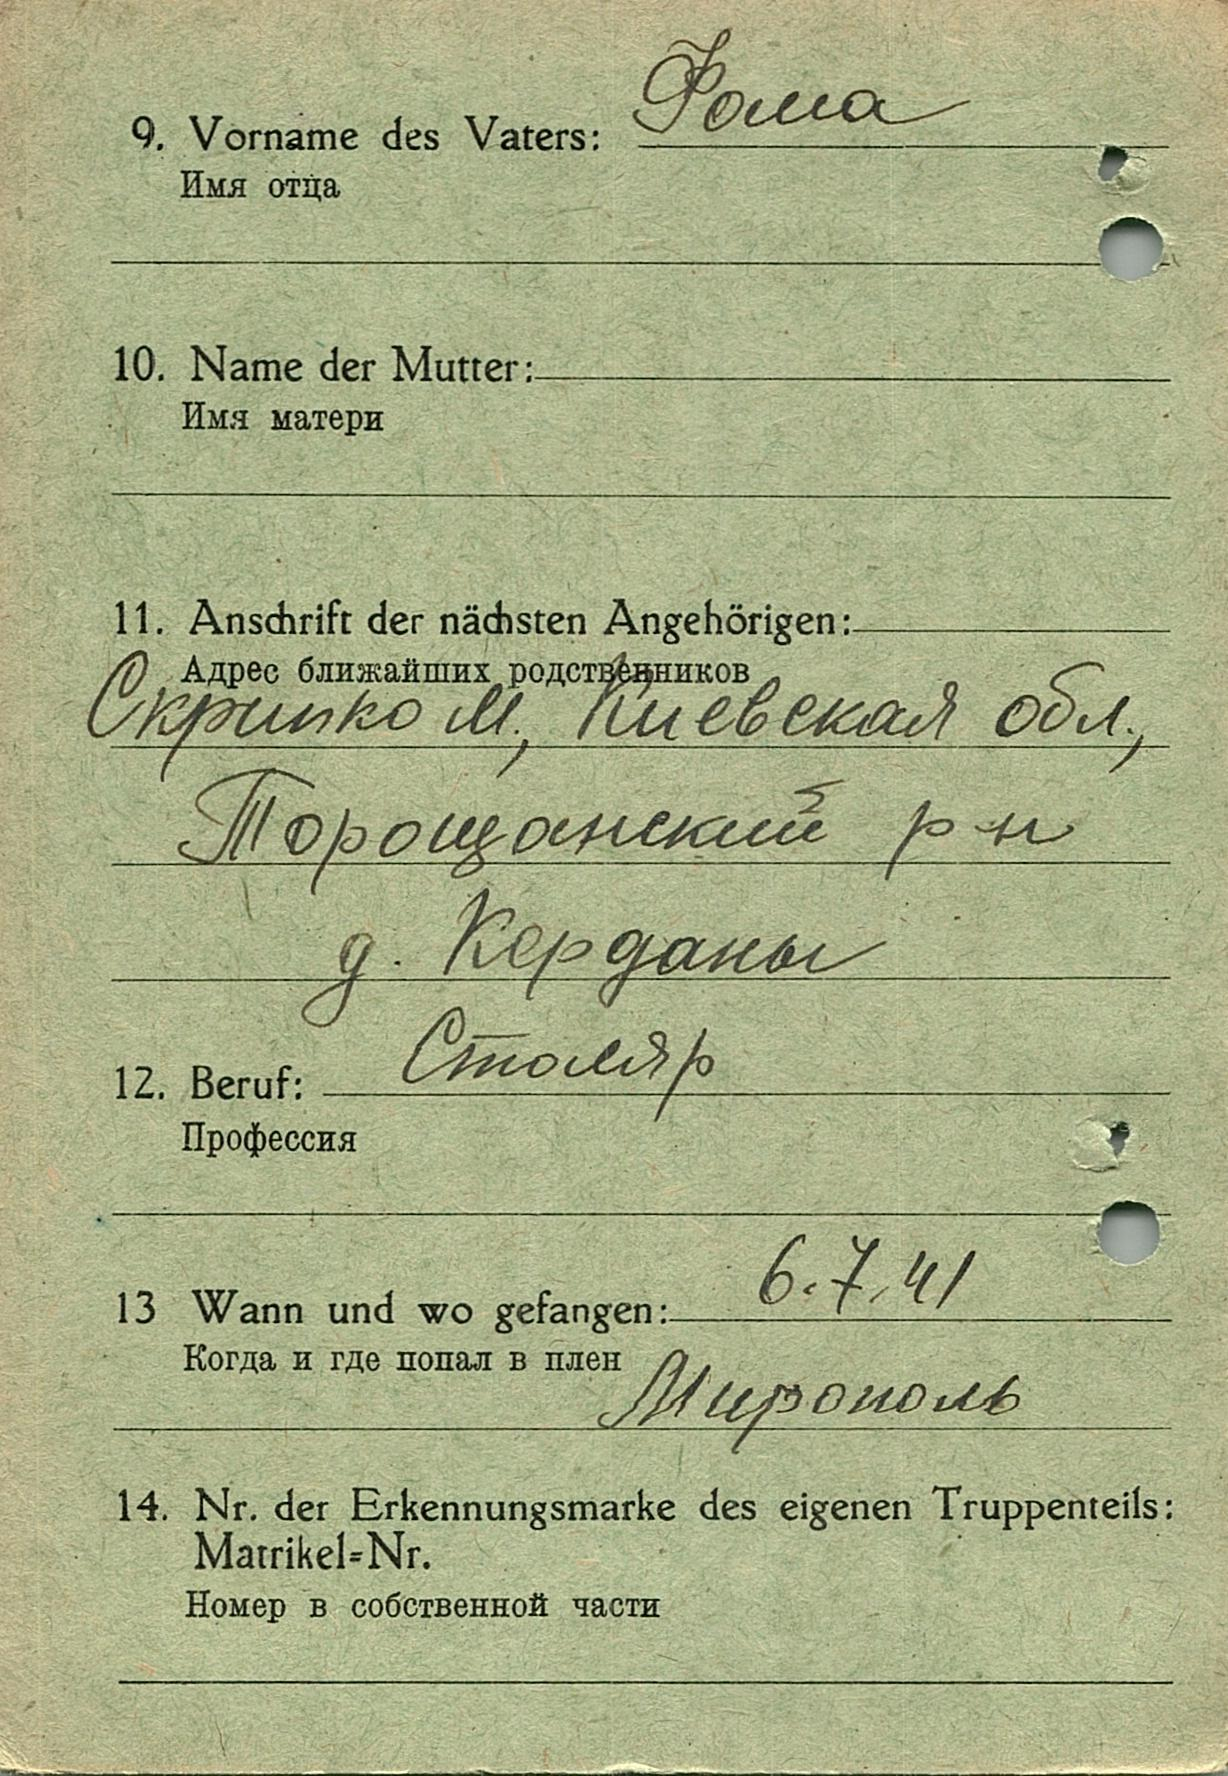 Фома
9. Vorname des Vaters:
Имя отца
10. Name der Mutter:
Имя матери
11. Anschrift der nächsten Angehörigen:
Адрес ближайших родственников
Скрипко М., Киевская обл.,
Торощанский р-н
д. Керданы
Столяр
12. Beruf:
Профессия
6.7.41
13 Wann und wo gefangen:
Когда и где попал в плен
Мирополь
14. Nr. der Erkennungsmarke des eigenen Truppenteils:
Matrikel=Nr.
Номер в собственной части